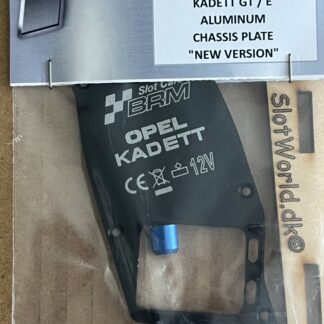 KADETT GT / E
ALUMINUM
CHASSIS PLATE
"NEW VERSION"
Slot Car
BRM
OPEL
KADETT
CE 12V
SlotWorld.dk®